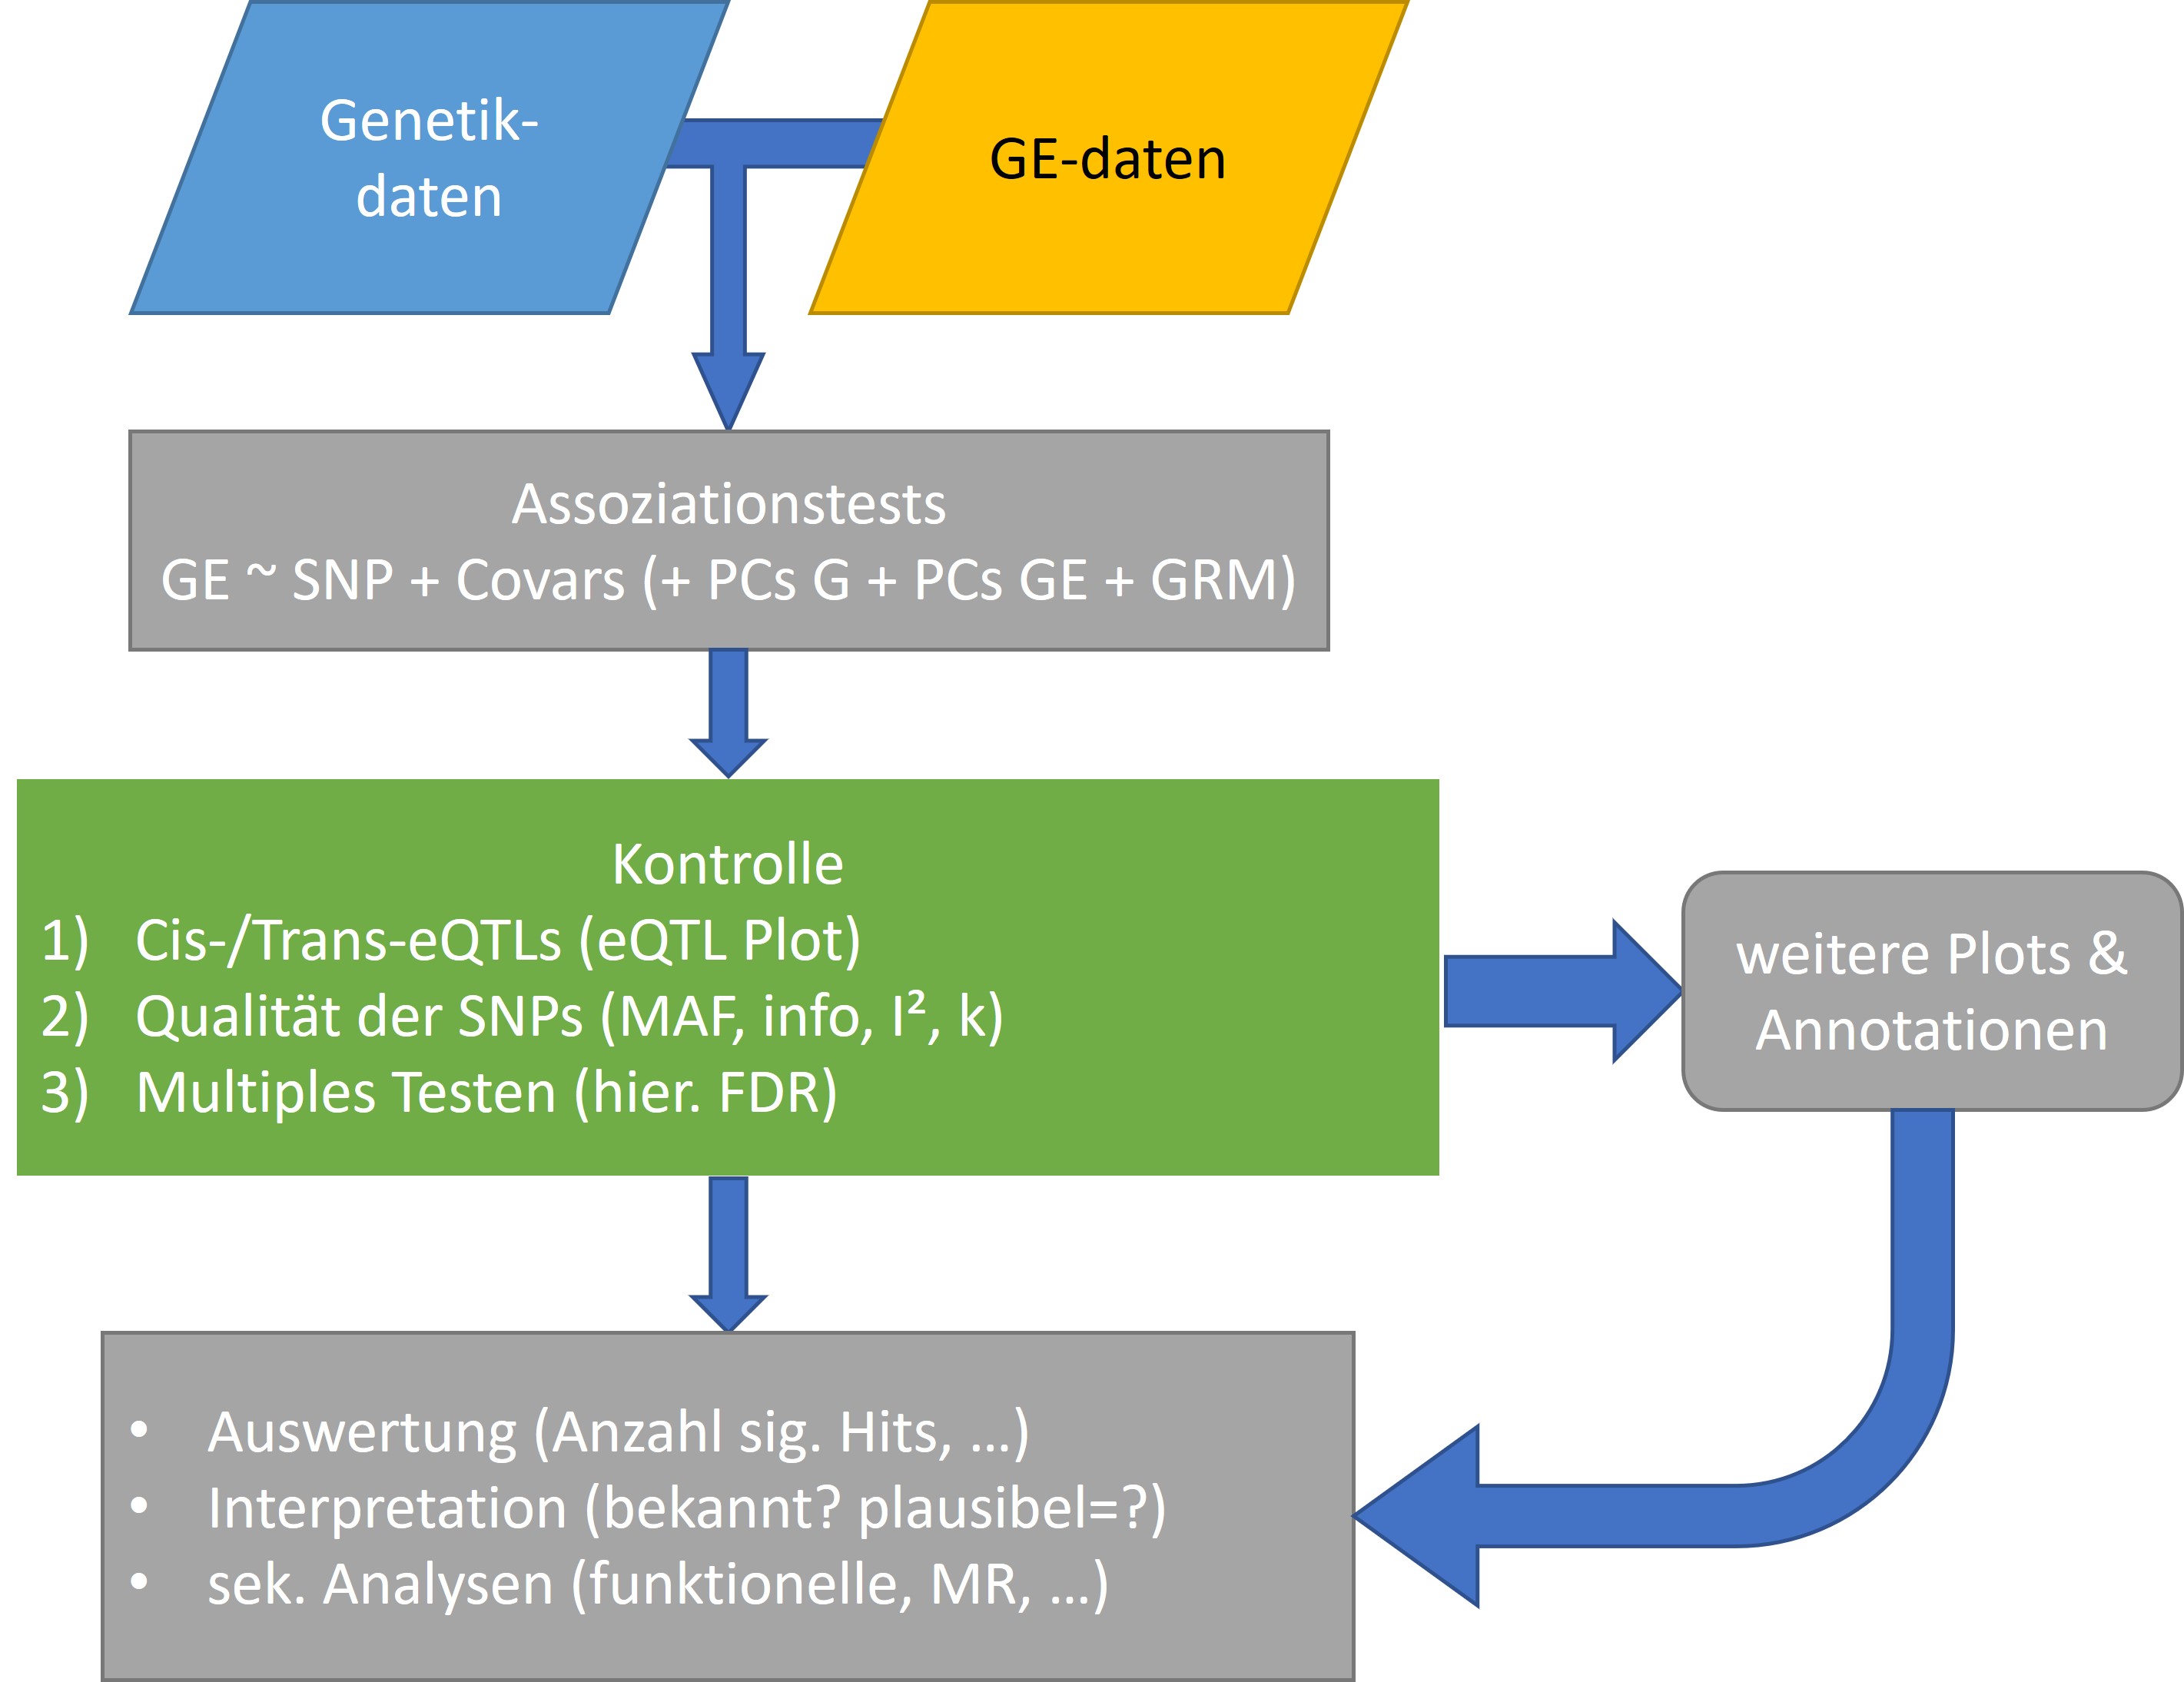 Genetik-
daten
GE-daten
Assoziationstests
GE ~ SNP + Covars (+ PCs G + PCs GE + GRM)
Kontrolle
1) Cis-/Trans-eQTLs (eQTL Plot)
2) Qualität der SNPs (MAF, info, I², k)
3) Multiples Testen (hier. FDR)
weitere Plots &
Annotationen
• Auswertung (Anzahl sig. Hits, ...)
• Interpretation (bekannt? plausibel=?)
• sek. Analysen (funktionelle, MR, ...)